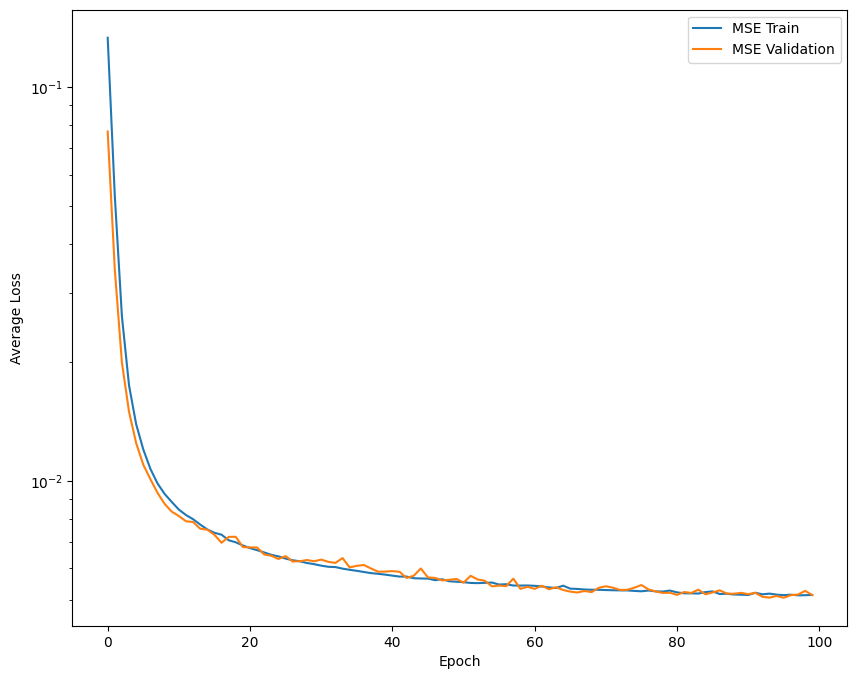 MSE Train
MSE Validation
10⁻¹
10⁻²
Average Loss
0 20 40 60 80 100
Epoch